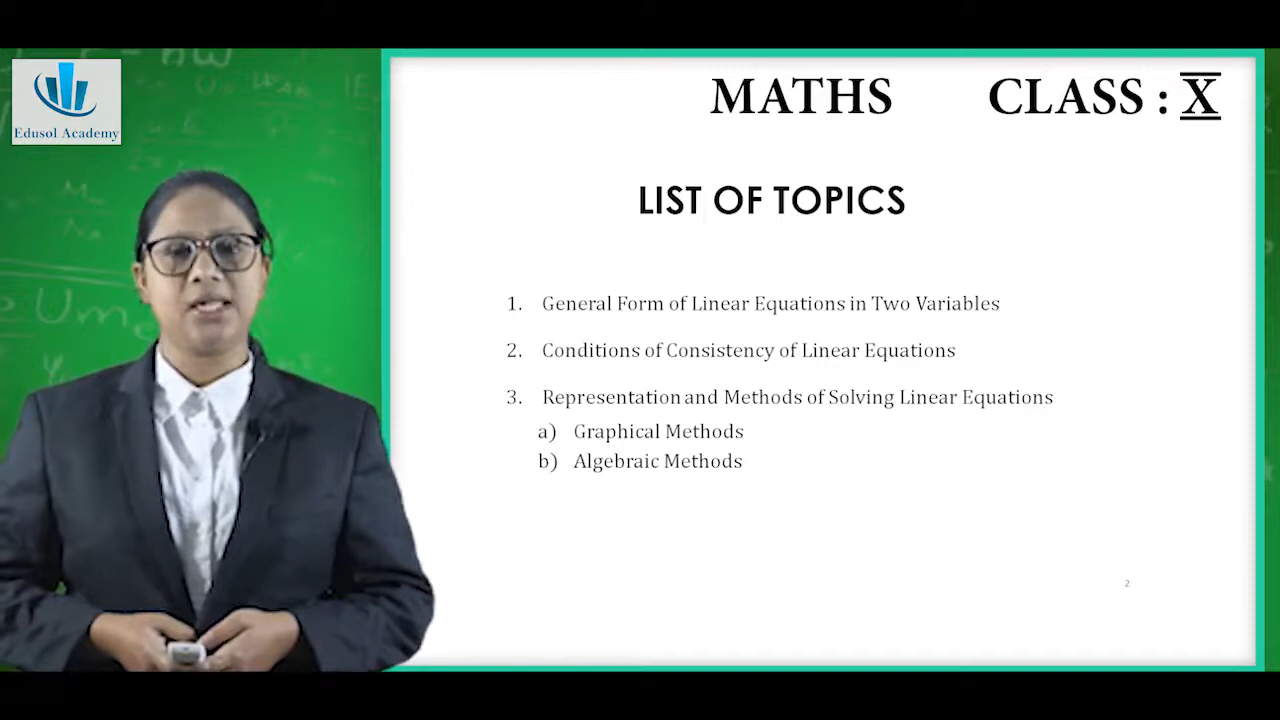 Edusol Academy
MATHS CLASS : X
LIST OF TOPICS
1. General Form of Linear Equations in Two Variables
2. Conditions of Consistency of Linear Equations
3. Representation and Methods of Solving Linear Equations
a) Graphical Methods
b) Algebraic Methods
2